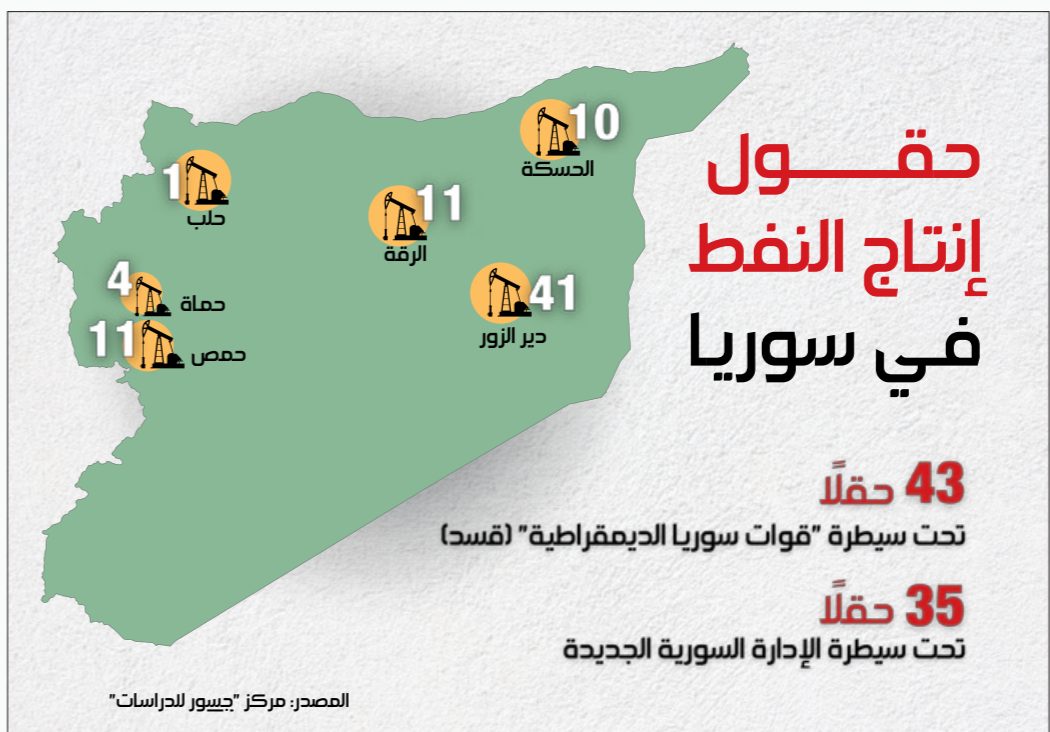 حقول
إنتاج النفط
في سوريا
10
الحسكة
1
حلب
11
الرقة
4
حماة
41
دير الزور
11
حمص
43 حقلًا
تحت سيطرة "قوات سوريا الديمقراطية" (قسد)
35 حقلًا
تحت سيطرة الإدارة السورية الجديدة
المصدر: مركز "جسور للدراسات"